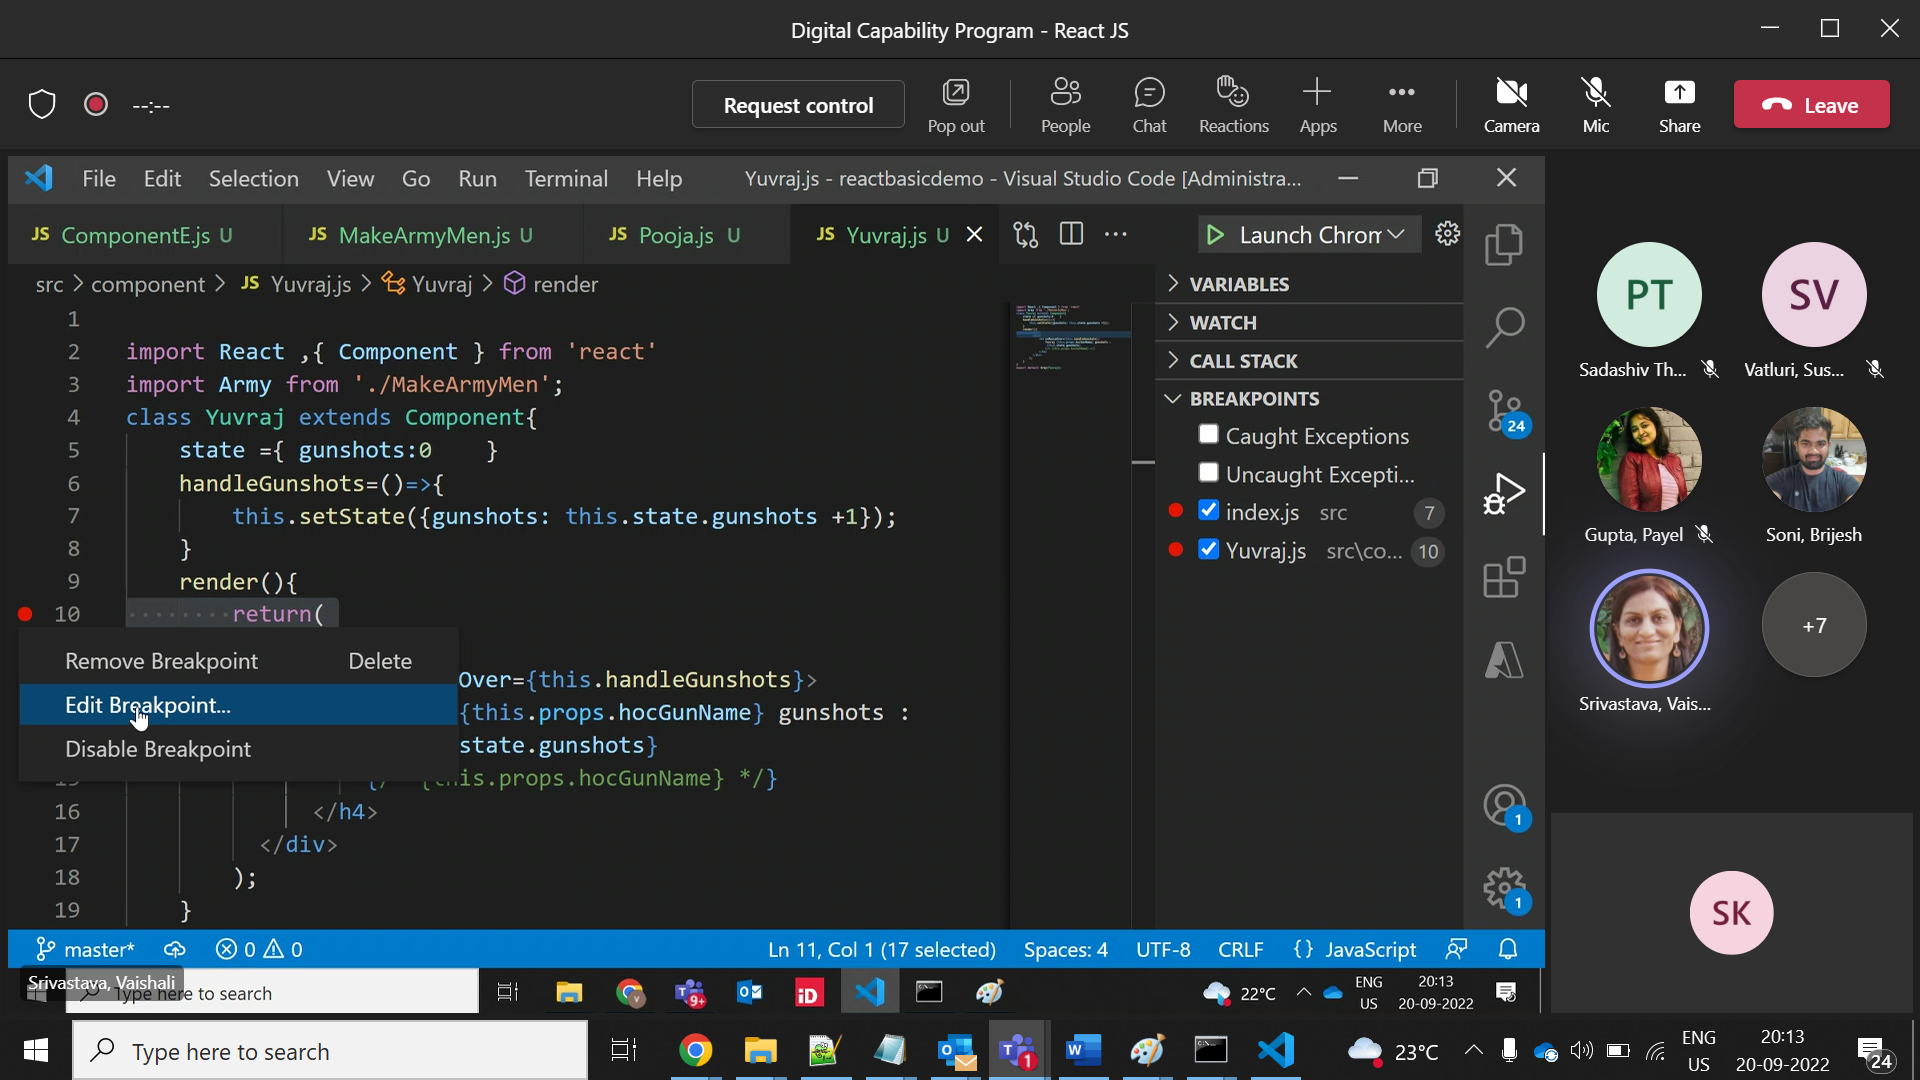 Digital Capability Program - React JS
--:--
Request control
Pop out
People
Chat
Reactions
Apps
More
Camera
Mic
Share
Leave
File Edit Selection View Go Run Terminal Help
Yuvraj.js - reactbasicdemo - Visual Studio Code [Administra...
JS ComponentE.js U
JS MakeArmyMen.js U
JS Pooja.js U
JS Yuvraj.js U
Launch Chrom
src > component > JS Yuvraj.js > Yuvraj > render
1
2 import React ,{ Component } from 'react'
3 import Army from './MakeArmyMen';
4 class Yuvraj extends Component{
5 state ={ gunshots:0 }
6 handleGunshots=()=>{
7 this.setState({gunshots: this.state.gunshots +1});
8 }
9 render(){
10 return(
Remove Breakpoint Delete
Edit Breakpoint...
Disable Breakpoint
Over={this.handleGunshots}>
{this.props.hocGunName} gunshots :
state.gunshots}
{this.props.hocGunName} */}
16 </h4>
17 </div>
18 );
19 }
VARIABLES
WATCH
CALL STACK
BREAKPOINTS
Caught Exceptions
Uncaught Excepti...
index.js src 7
Yuvraj.js src\co... 10
24
1
1
master*
0 0
Ln 11, Col 1 (17 selected)
Spaces: 4
UTF-8
CRLF
{} JavaScript
Srivastava, Vaishali
Type here to search
9+
iD
22°C
ENG
US
20:13
20-09-2022
PT
Sadashiv Th...
SV
Vatluri, Sus...
Gupta, Payel
Soni, Brijesh
Srivastava, Vais...
+7
SK
Type here to search
1
23°C
ENG
US
20:13
20-09-2022
24